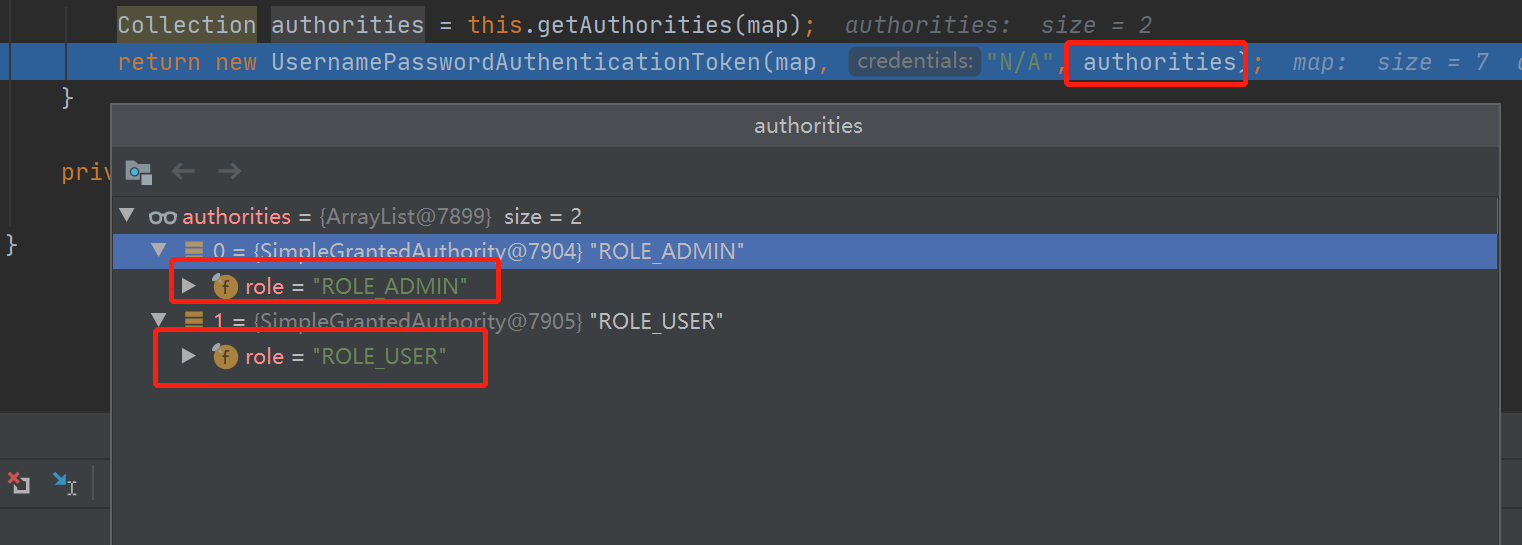 Collection authorities = this.getAuthorities(map); authorities: size = 2
return new UsernamePasswordAuthenticationToken(map, credentials: "N/A", authorities); map: size = 7
}
authorities
priv
authorities = {ArrayList@7899} size = 2
}
0 = {SimpleGrantedAuthority@7904} "ROLE_ADMIN"
f role = "ROLE_ADMIN"
1 = {SimpleGrantedAuthority@7905} "ROLE_USER"
f role = "ROLE_USER"